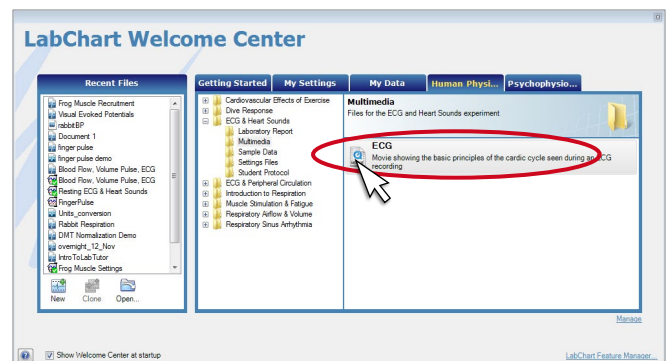 LabChart Welcome Center
Recent Files
Frog Muscle Recruitment
Visual Evoked Potentials
rabbitBP
Document 1
finger pulse
finger pulse demo
Blood Flow, Volume Pulse, ECG
Blood Flow, Volume Pulse, ECG
Resting ECG & Heart Sounds
FingerPulse
Units_conversion
Rabbit Respiration
DMT Normalization Demo
overnight_12_Nov
IntroToLabTutor
Frog Muscle Settings
New Clone Open...
Getting Started My Settings My Data Human Physi... Psychophysio...
Cardiovascular Effects of Exercise
Dive Response
ECG & Heart Sounds
Laboratory Report
Multimedia
Sample Data
Settings Files
Student Protocol
ECG & Peripheral Circulation
Introduction to Respiration
Muscle Stimulation & Fatigue
Respiratory Airflow & Volume
Respiratory Sinus Arrhythmia
Multimedia
Files for the ECG and Heart Sounds experiment
ECG
Movie showing the basic principles of the cardic cycle seen during an ECG
recording
Manage
Show Welcome Center at startup
LabChart Feature Manager...